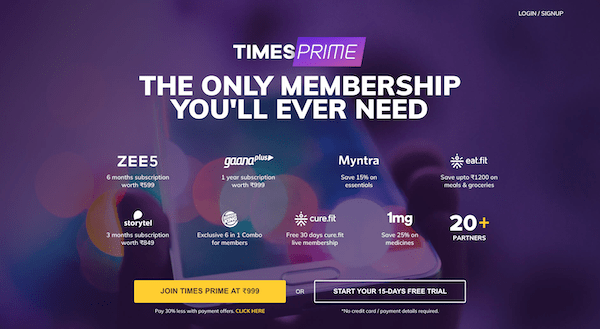 LOGIN / SIGNUP
TIMES PRIME
THE ONLY MEMBERSHIP
YOU'LL EVER NEED
ZEE5
6 months subscription
worth ₹599
gaana plus
1 year subscription
worth ₹999
Myntra
Save 15% on
essentials
eat.fit
Save upto ₹1200 on
meals & groceries
storytel
3 months subscription
worth ₹849
BURGER KING
Exclusive 6 in 1 Combo
for members
cure.fit
Free 30 days cure.fit
live membership
1mg
Save 25% on
medicines
20+
PARTNERS
JOIN TIMES PRIME AT ₹999
OR
START YOUR 15-DAYS FREE TRIAL
Pay 30% less with payment offers. CLICK HERE
*No credit card / payment details required.